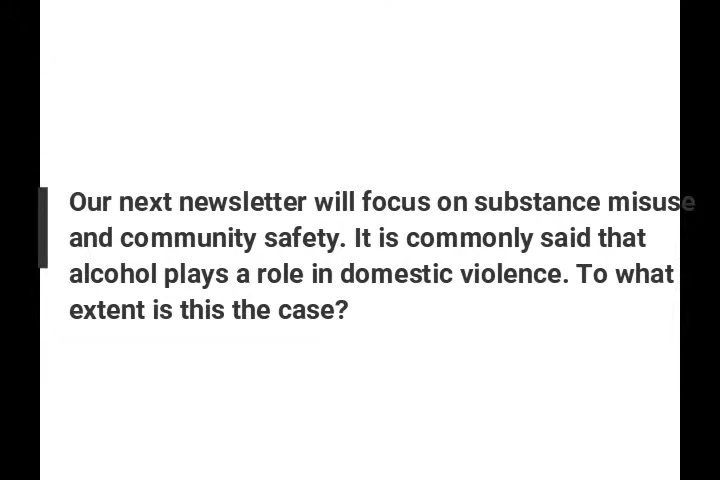 Our next newsletter will focus on substance misuse
and community safety. It is commonly said that
alcohol plays a role in domestic violence. To what
extent is this the case?